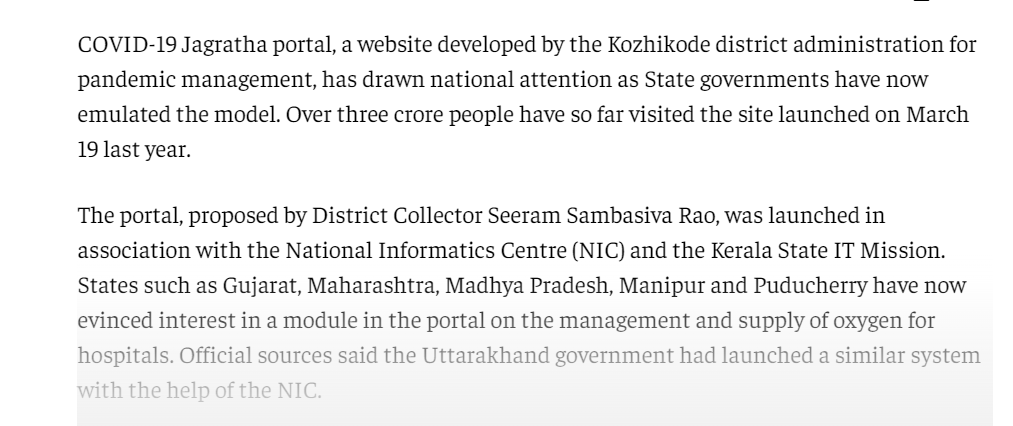 COVID-19 Jagratha portal, a website developed by the Kozhikode district administration for
pandemic management, has drawn national attention as State governments have now
emulated the model. Over three crore people have so far visited the site launched on March
19 last year.
The portal, proposed by District Collector Seeram Sambasiva Rao, was launched in
association with the National Informatics Centre (NIC) and the Kerala State IT Mission.
States such as Gujarat, Maharashtra, Madhya Pradesh, Manipur and Puducherry have now
evinced interest in a module in the portal on the management and supply of oxygen for
hospitals. Official sources said the Uttarakhand government had launched a similar system
with the help of the NIC.